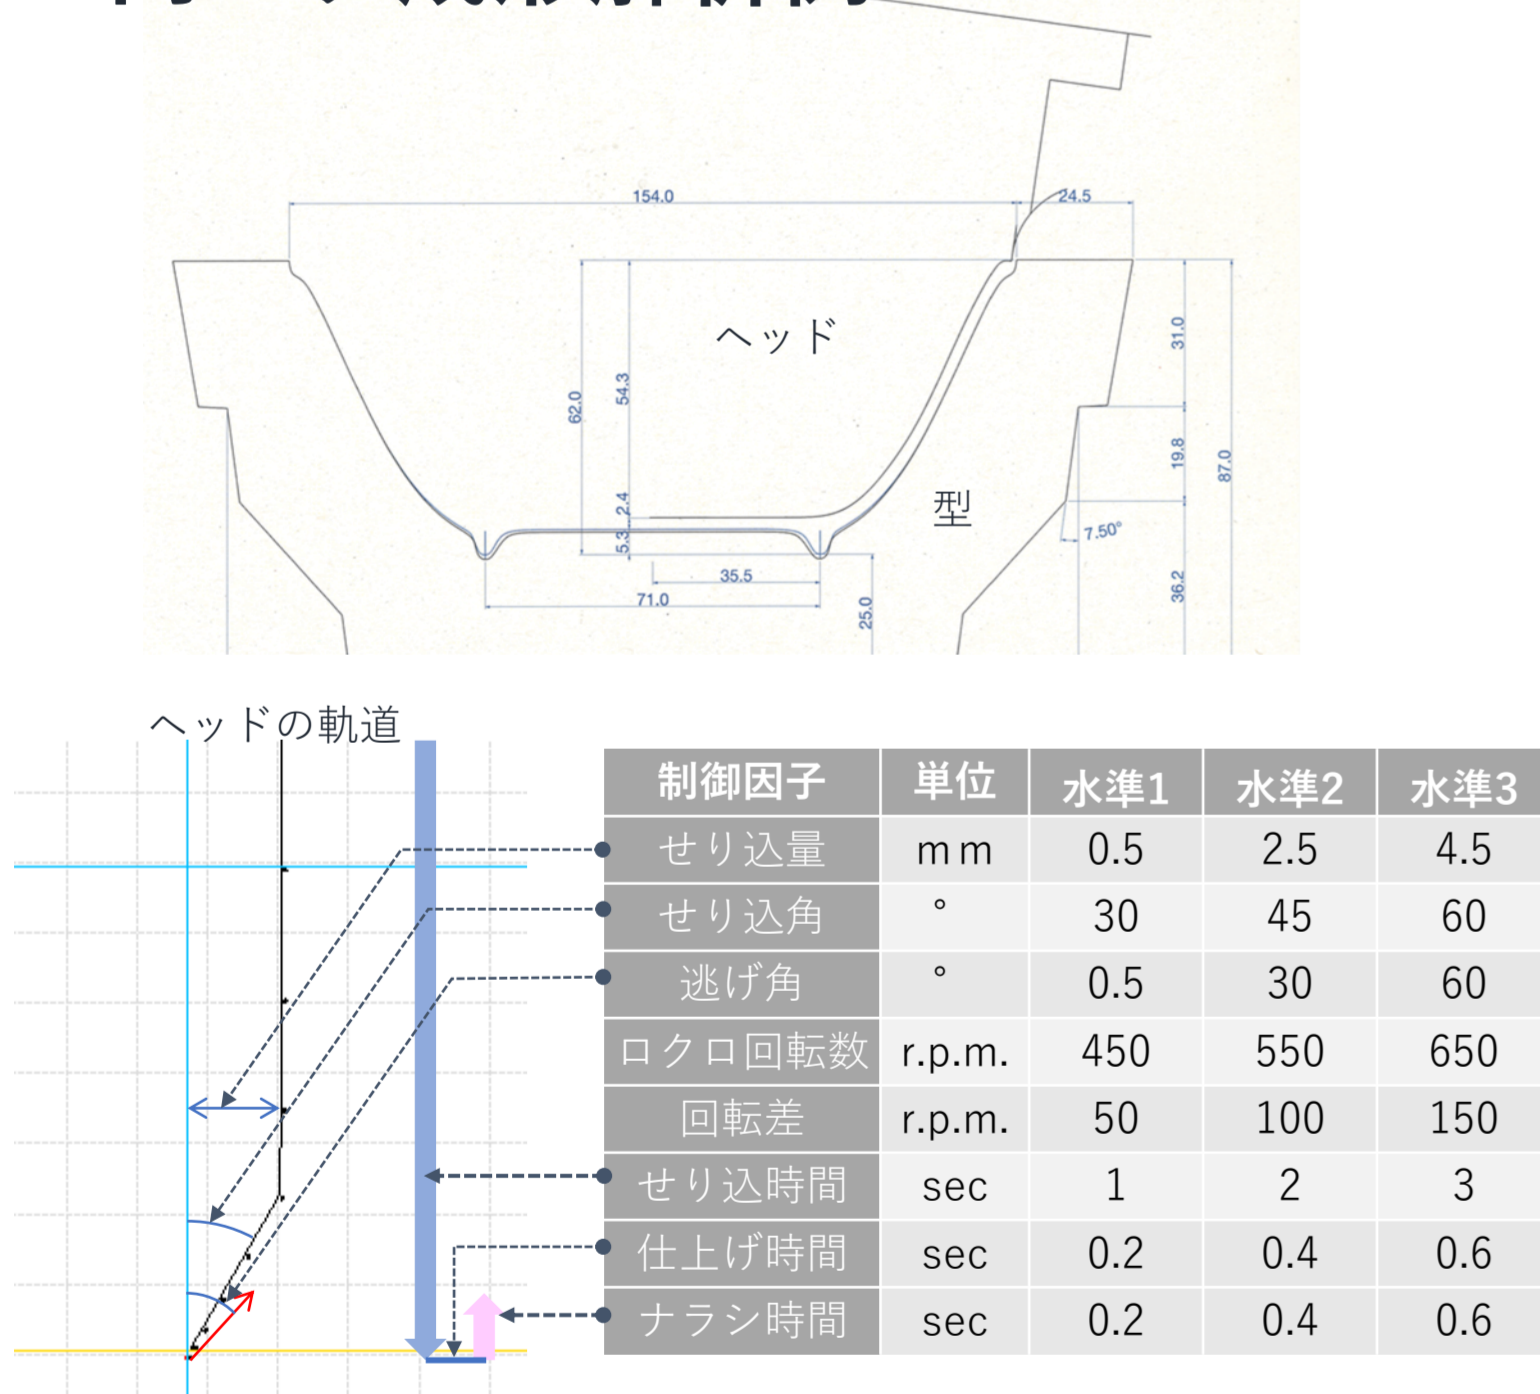 154.0
24.5
ヘッド
62.0
54.3
2.4
5.3
31.0
19.8
87.0
型
7.50°
36.2
35.5
71.0
25.0
ヘッドの軌道
制御因子 単位 水準1 水準2 水準3
せり込量 mm 0.5 2.5 4.5
せり込角 ° 30 45 60
逃げ角 ° 0.5 30 60
ロクロ回転数 r.p.m. 450 550 650
回転差 r.p.m. 50 100 150
せり込時間 sec 1 2 3
仕上げ時間 sec 0.2 0.4 0.6
ナラシ時間 sec 0.2 0.4 0.6